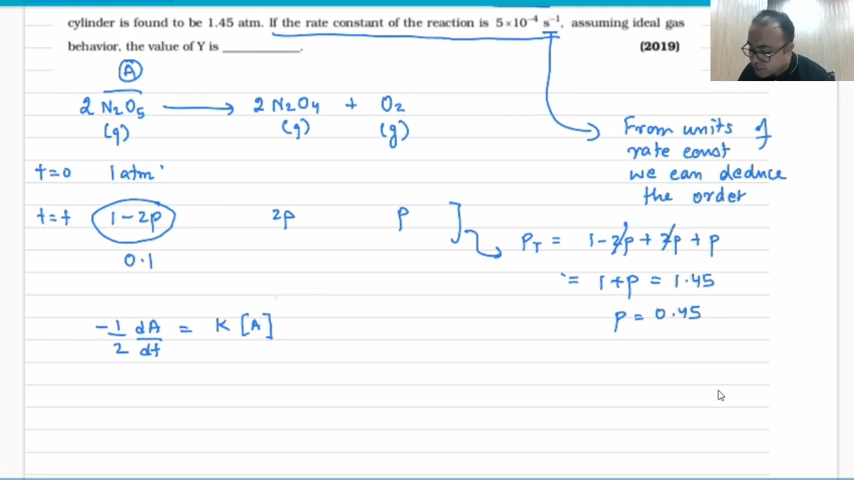 cylinder is found to be 1.45 atm. If the rate constant of the reaction is 5×10⁻⁴ s⁻¹, assuming ideal gas
behavior, the value of Y is ___________.
(2019)
A
2 N₂O₅ ⟶ 2 N₂O₄ + O₂
(g) (g) (g)
t=0 1 atm
t=t 1-2p 2p p
0.1
From units of
rate const
we can deduce
the order
P_T = 1-2p+2p+p
= 1+p = 1.45
p = 0.45
-1/2 dA/dt = K [A]